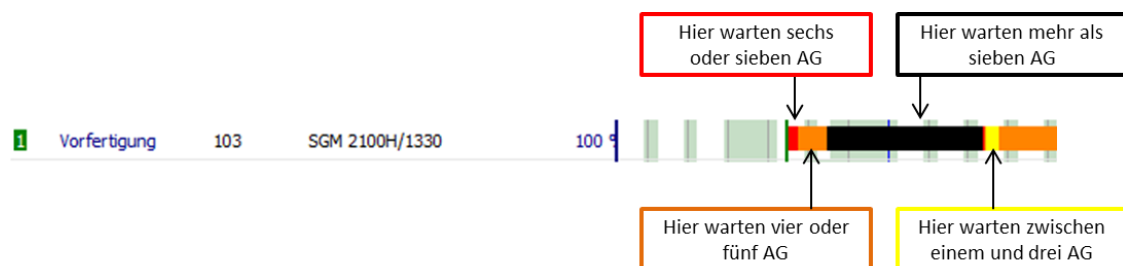 Hier warten sechs
oder sieben AG
Hier warten mehr als
sieben AG
1 Vorfertigung 103 SGM 2100H/1330 100 %
Hier warten vier oder
fünf AG
Hier warten zwischen
einem und drei AG